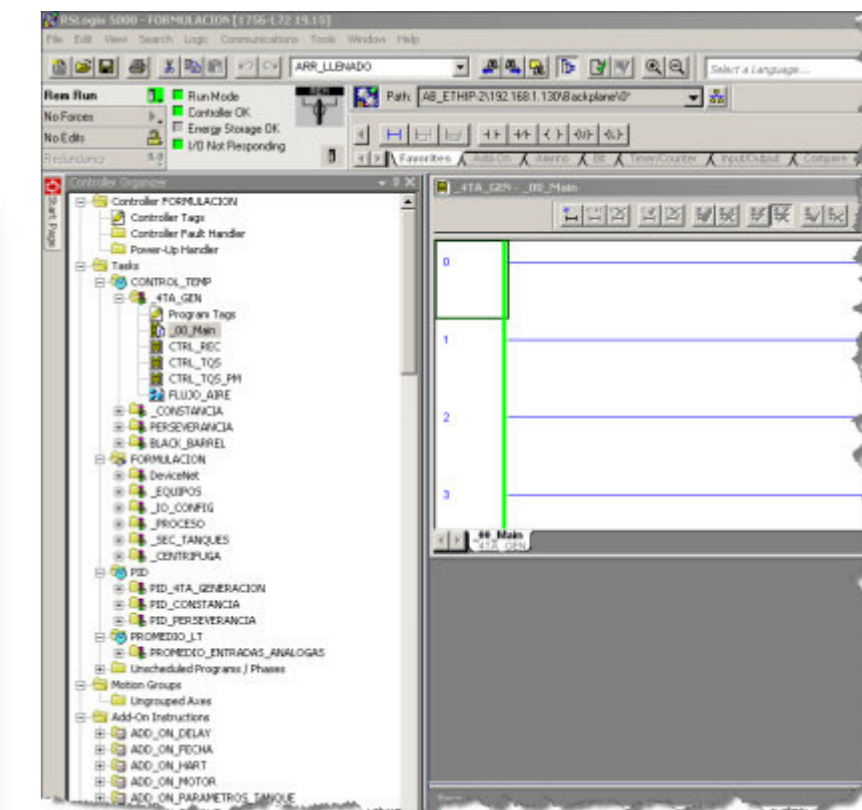 RSLogix 5000 - FORMULACION [1756-L72 19.15]
File Edit View Search Logic Communications Tools Window Help
ARR_LLENADO
Select a Language...
Rem Run
Run Mode
No Forces
Controller OK
Energy Storage OK
No Edits
I/O Not Responding
Redundancy
REM
Path: AB_ETHIP-2\192.168.1.130\Backplane\0*
Favorites Add-On Alarms Bit Timer/Counter Input/Output Compare
Start Page
Controller Organizer
Controller FORMULACION
Controller Tags
Controller Fault Handler
Power-Up Handler
Tasks
CONTROL_TEMP
_4TA_GEN
Program Tags
_00_Main
CTRL_REC
CTRL_TQS
CTRL_TQS_PM
FLUJO_AIRE
_CONSTANCIA
PERSEVERANCIA
BLACK_BARREL
FORMULACION
DeviceNet
_EQUIPOS
_IO_CONFIG
_PROCESO
_SEC_TANQUES
_CENTRIFUGA
PID
PID_4TA_GENERACION
PID_CONSTANCIA
PID_PERSEVERANCIA
PROMEDIO_LT
PROMEDIO_ENTRADAS_ANALOGAS
Unscheduled Programs / Phases
Motion Groups
Ungrouped Axes
Add-On Instructions
ADD_ON_DELAY
ADD_ON_FECHA
ADD_ON_HART
ADD_ON_MOTOR
ADD_ON_PARAMETROS_TANQUE
_4TA_GEN - _00_Main
0
1
2
3
_00_Main
_4TA_GEN